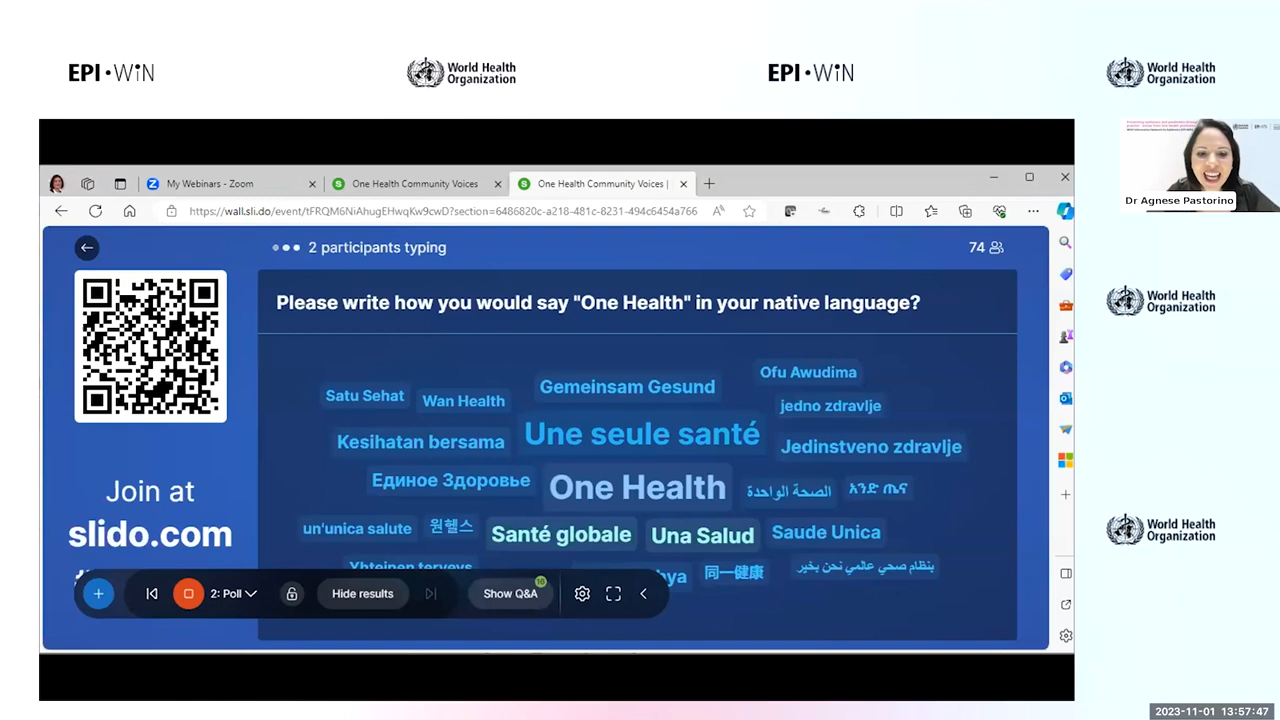 EPI•WiN
World Health
Organization
EPI•WiN
World Health
Organization
My Webinars - Zoom
One Health Community Voices
One Health Community Voices |
https://wall.sli.do/event/tFRQM6NiAhugEHwqKw9cwD?section=6486820c-a218-481c-8231-494c6454a766
Dr Agnese Pastorino
2 participants typing
74
Please write how you would say "One Health" in your native language?
Ofu Awudima
Gemeinsam Gesund
Satu Sehat
Wan Health
jedno zdravlje
Une seule santé
Kesihatan bersama
Jedinstveno zdravlje
Единое Здоровье
One Health
الصحة الواحدة
አንድ ጤና
un'unica salute
원헬스
Santé globale
Una Salud
Saude Unica
Yhteinen terveys
同一健康
بنظام صحي عالمي نحن بخير
Join at
slido.com
2: Poll
Hide results
Show Q&A
16
World Health
Organization
World Health
Organization
2023-11-01 13:57:47